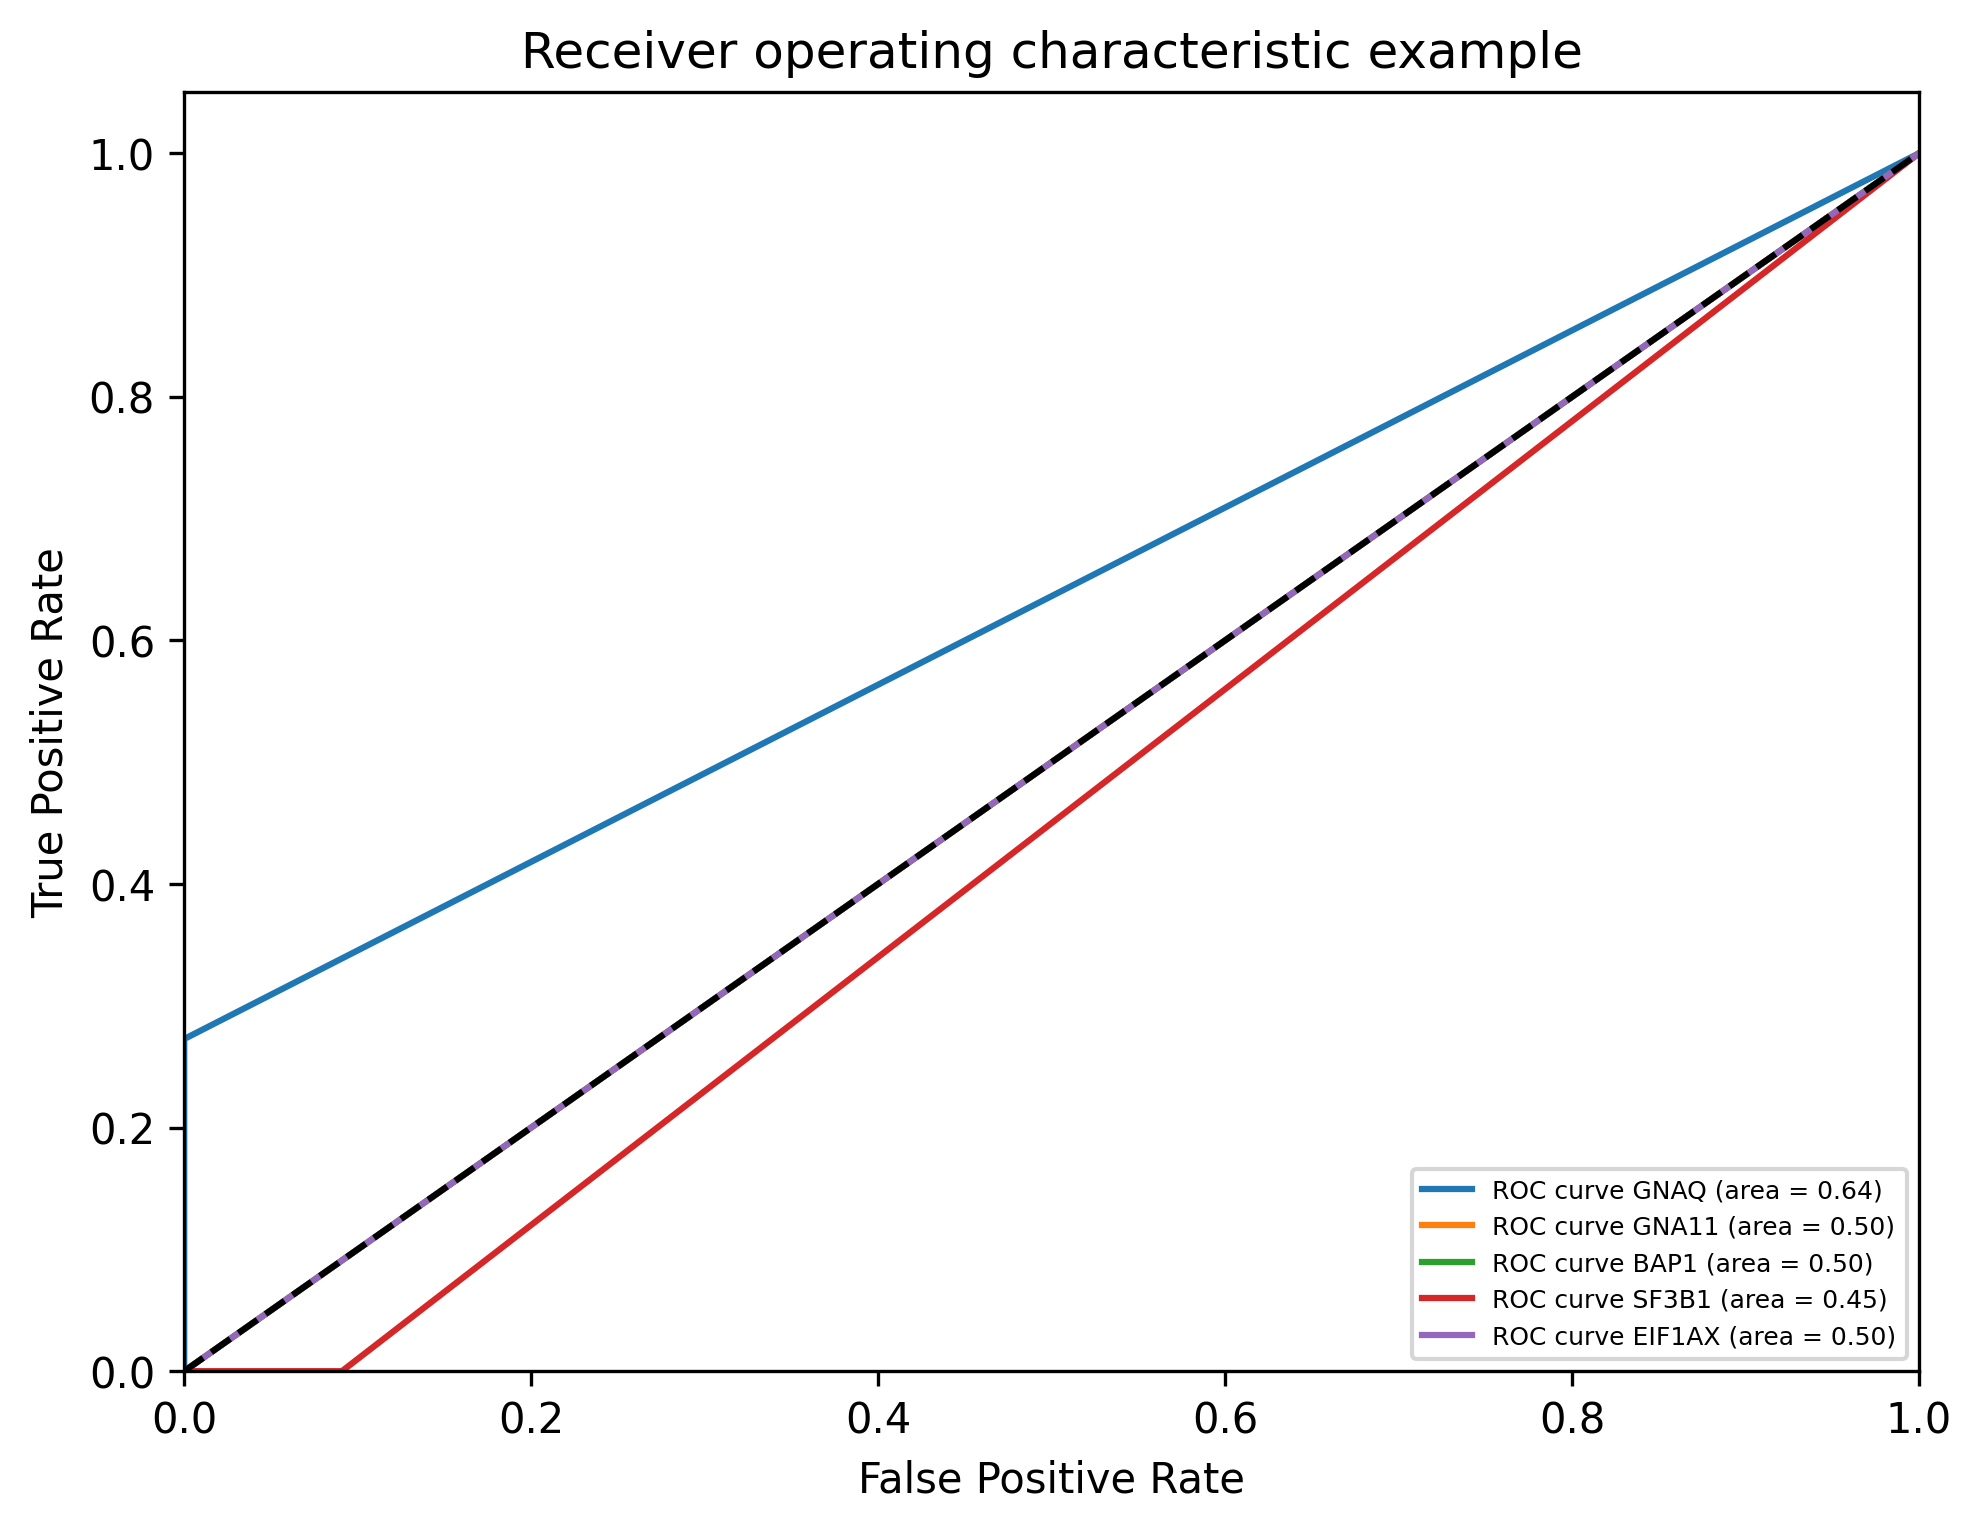 Receiver operating characteristic example
1.0
0.8
0.6
0.4
0.2
0.0
True Positive Rate
ROC curve GNAQ (area = 0.64)
ROC curve GNA11 (area = 0.50)
ROC curve BAP1 (area = 0.50)
ROC curve SF3B1 (area = 0.45)
ROC curve EIF1AX (area = 0.50)
0.0 0.2 0.4 0.6 0.8 1.0
False Positive Rate